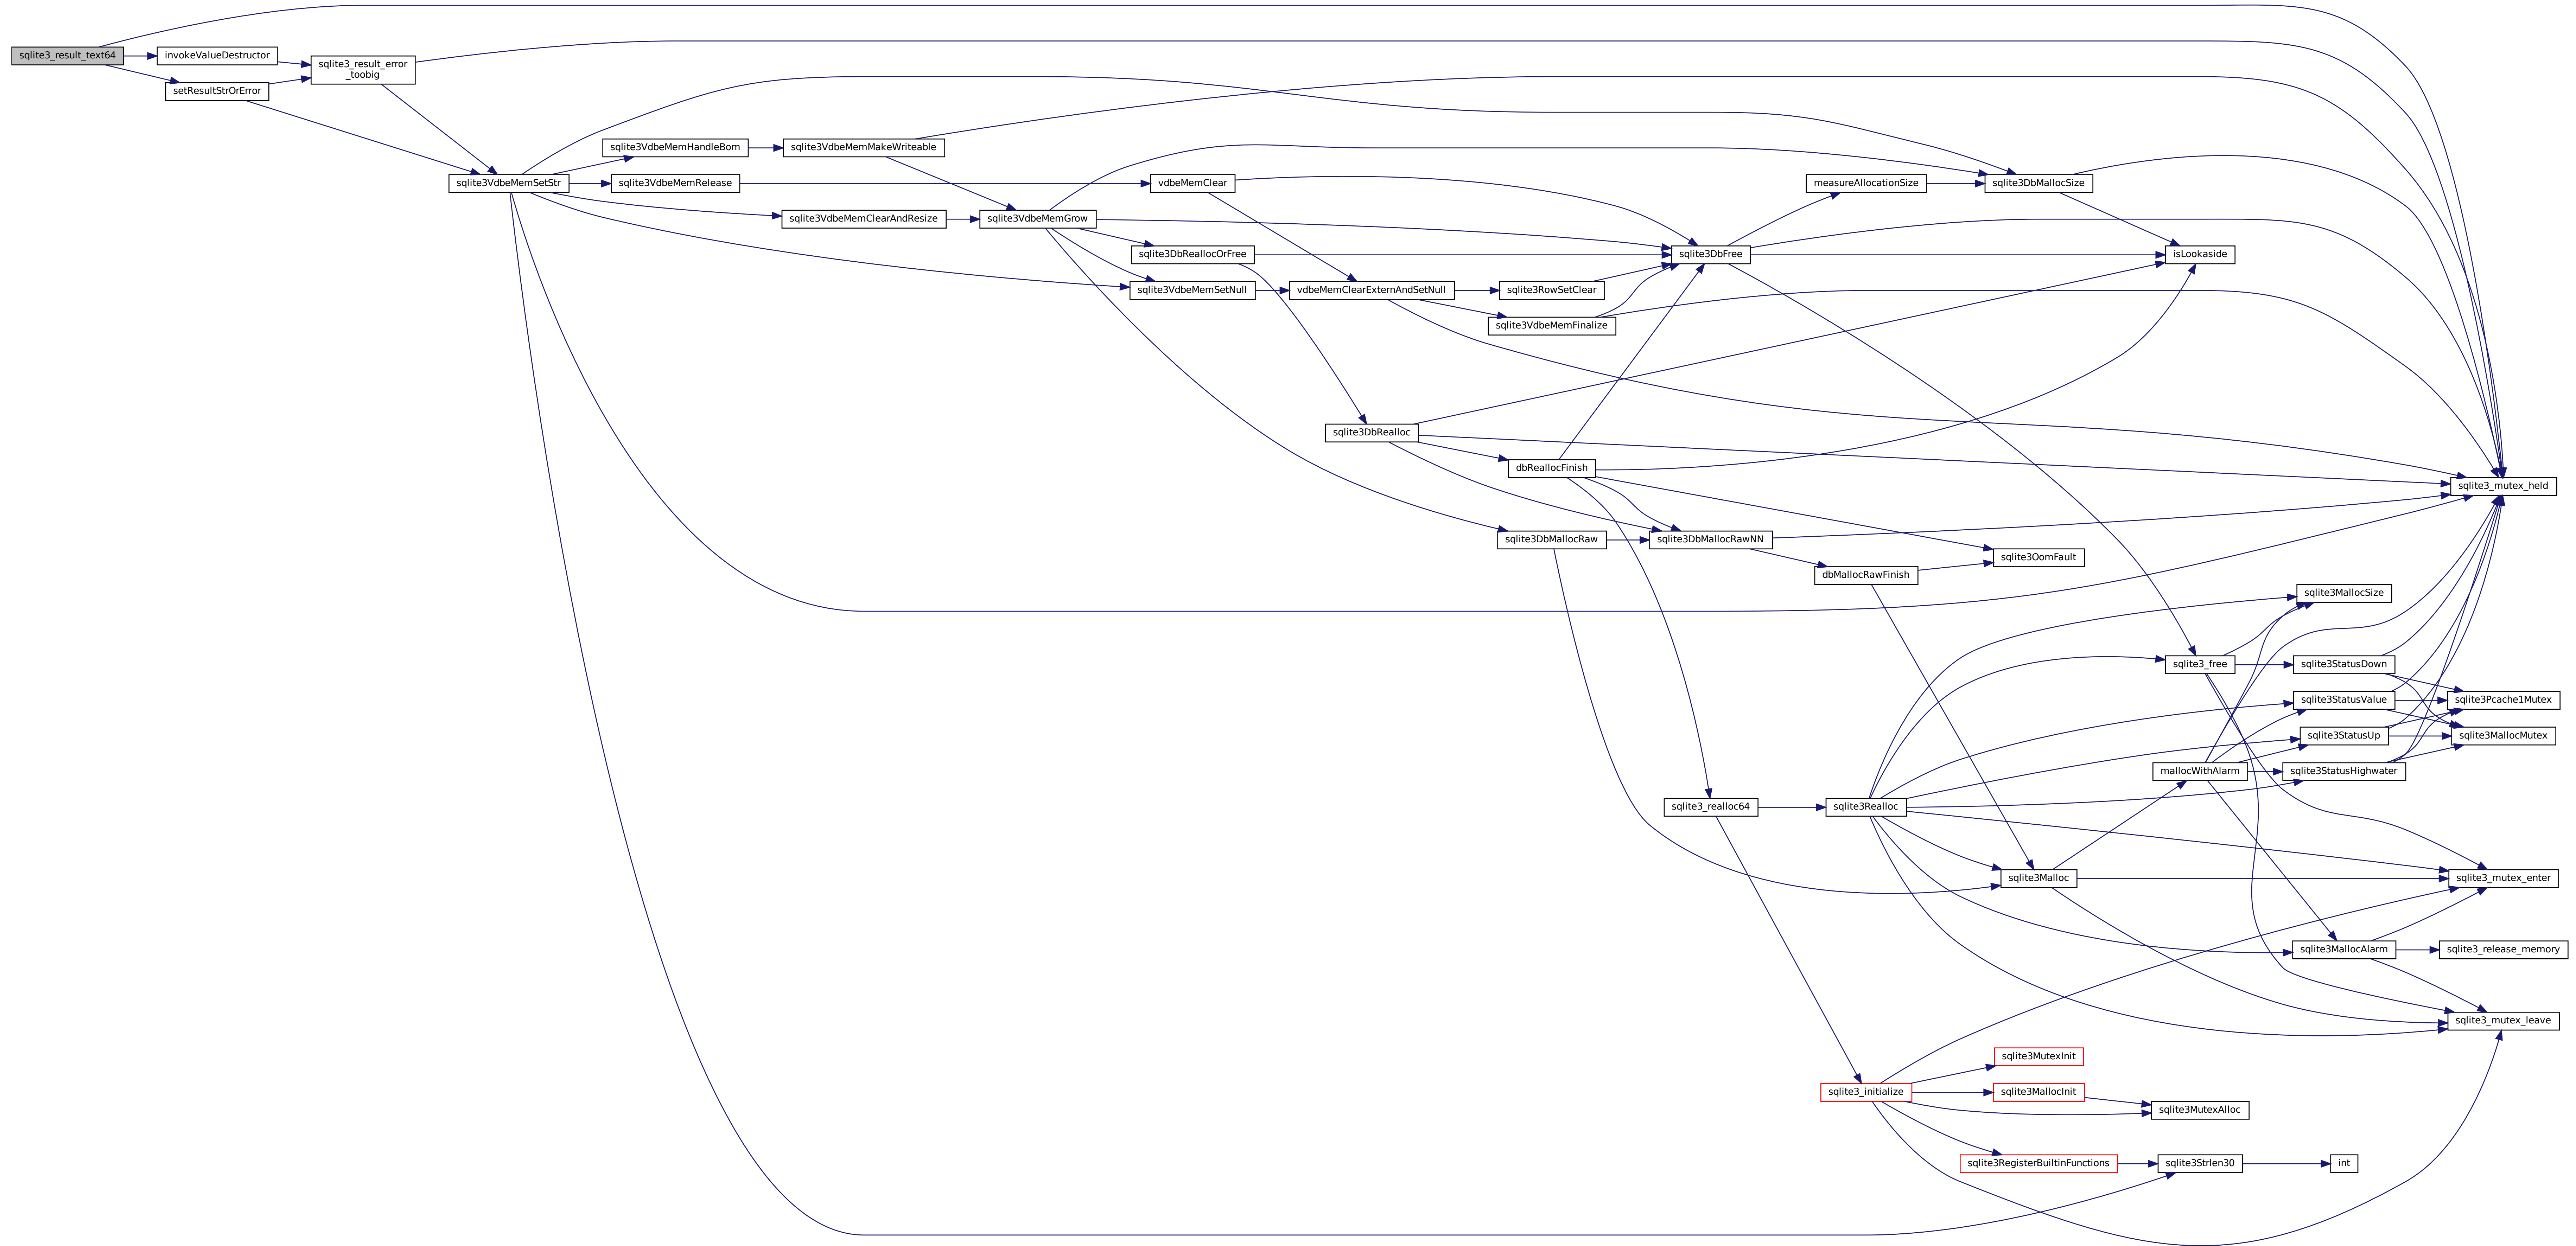 sqlite3_result_text64
invokeValueDestructor
setResultStrOrError
sqlite3_result_error
_toobig
sqlite3VdbeMemSetStr
sqlite3VdbeMemHandleBom
sqlite3VdbeMemRelease
sqlite3VdbeMemMakeWriteable
sqlite3VdbeMemClearAndResize
sqlite3VdbeMemGrow
vdbeMemClear
sqlite3DbReallocOrFree
sqlite3VdbeMemSetNull
vdbeMemClearExternAndSetNull
sqlite3RowSetClear
sqlite3VdbeMemFinalize
sqlite3DbRealloc
dbReallocFinish
sqlite3DbMallocRaw
sqlite3DbFree
sqlite3DbMallocRawNN
measureAllocationSize
dbMallocRawFinish
sqlite3DbMallocSize
isLookaside
sqlite3OomFault
sqlite3_mutex_held
sqlite3MallocSize
sqlite3_free
sqlite3StatusDown
sqlite3StatusValue
sqlite3StatusUp
sqlite3StatusHighwater
sqlite3Pcache1Mutex
sqlite3MallocMutex
mallocWithAlarm
sqlite3_realloc64
sqlite3Realloc
sqlite3Malloc
sqlite3_mutex_enter
sqlite3MallocAlarm
sqlite3_release_memory
sqlite3_mutex_leave
sqlite3_initialize
sqlite3MutexInit
sqlite3MallocInit
sqlite3MutexAlloc
sqlite3RegisterBuiltinFunctions
sqlite3Strlen30
int